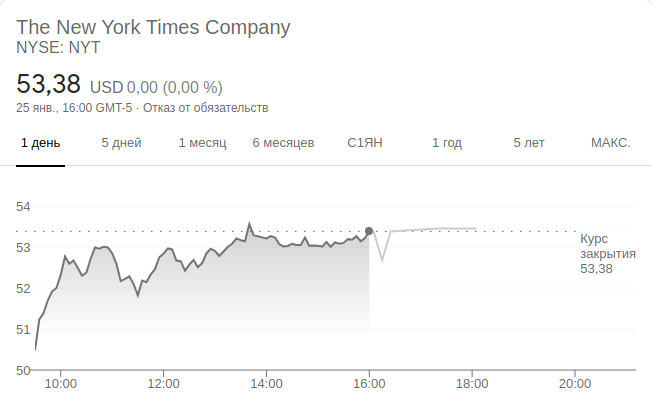 The New York Times Company
NYSE: NYT
53,38 USD 0,00 (0,00 %)
25 янв., 16:00 GMT-5 · Отказ от обязательств
1 день 5 дней 1 месяц 6 месяцев С1ЯН 1 год 5 лет МАКС.
54
53
52
51
50
Курс
закрытия
53,38
10:00 12:00 14:00 16:00 18:00 20:00